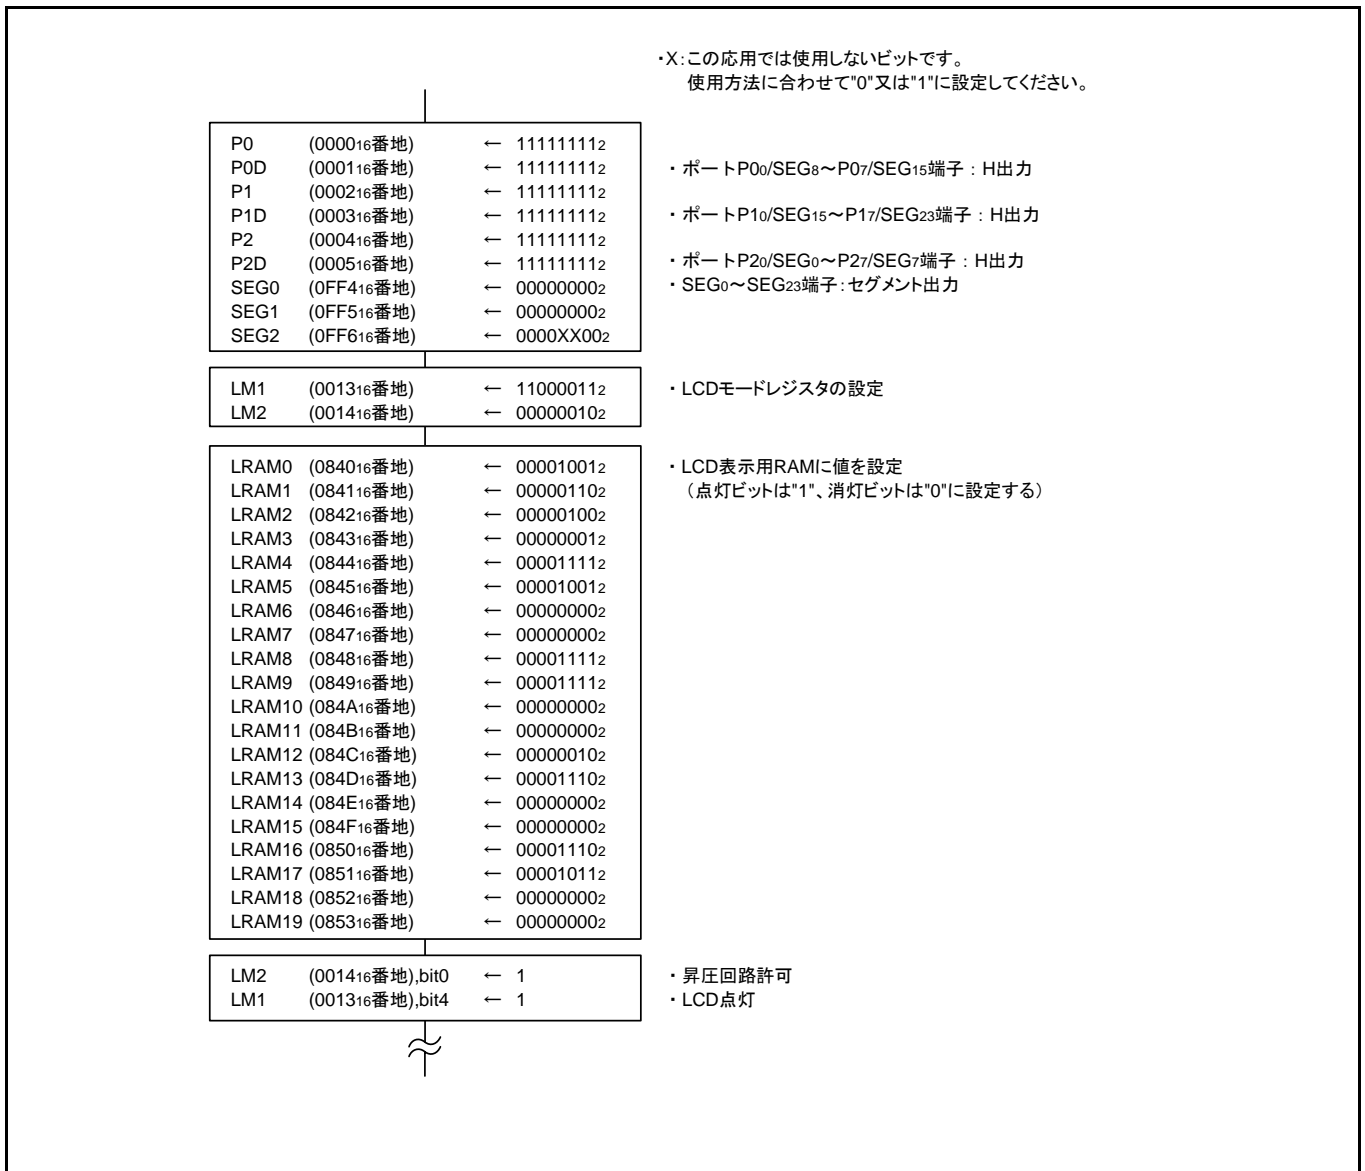 ・X：この応用では使用しないビットです。
使用方法に合わせて"0"又は"1"に設定してください。
P0 (000016番地) ← 111111112
P0D (000116番地) ← 111111112 ・ポートP00/SEG8～P07/SEG15端子：H出力
P1 (000216番地) ← 111111112
P1D (000316番地) ← 111111112 ・ポートP10/SEG15～P17/SEG23端子：H出力
P2 (000416番地) ← 111111112
P2D (000516番地) ← 111111112 ・ポートP20/SEG0～P27/SEG7端子：H出力
SEG0 (0FF416番地) ← 000000002 ・SEG0～SEG23端子：セグメント出力
SEG1 (0FF516番地) ← 000000002
SEG2 (0FF616番地) ← 0000XX002
LM1 (001316番地) ← 110000112 ・LCDモードレジスタの設定
LM2 (001416番地) ← 000000102
LRAM0 (084016番地) ← 000010012 ・LCD表示用RAMに値を設定
LRAM1 (084116番地) ← 000001102 （点灯ビットは"1"、消灯ビットは"0"に設定する）
LRAM2 (084216番地) ← 000001002
LRAM3 (084316番地) ← 000000012
LRAM4 (084416番地) ← 000011112
LRAM5 (084516番地) ← 000010012
LRAM6 (084616番地) ← 000000002
LRAM7 (084716番地) ← 000000002
LRAM8 (084816番地) ← 000011112
LRAM9 (084916番地) ← 000011112
LRAM10 (084A16番地) ← 000000002
LRAM11 (084B16番地) ← 000000002
LRAM12 (084C16番地) ← 000000102
LRAM13 (084D16番地) ← 000011102
LRAM14 (084E16番地) ← 000000002
LRAM15 (084F16番地) ← 000000002
LRAM16 (085016番地) ← 000011102
LRAM17 (085116番地) ← 000010112
LRAM18 (085216番地) ← 000000002
LRAM19 (085316番地) ← 000000002
LM2 (001416番地),bit0 ← 1 ・昇圧回路許可
LM1 (001316番地),bit4 ← 1 ・LCD点灯